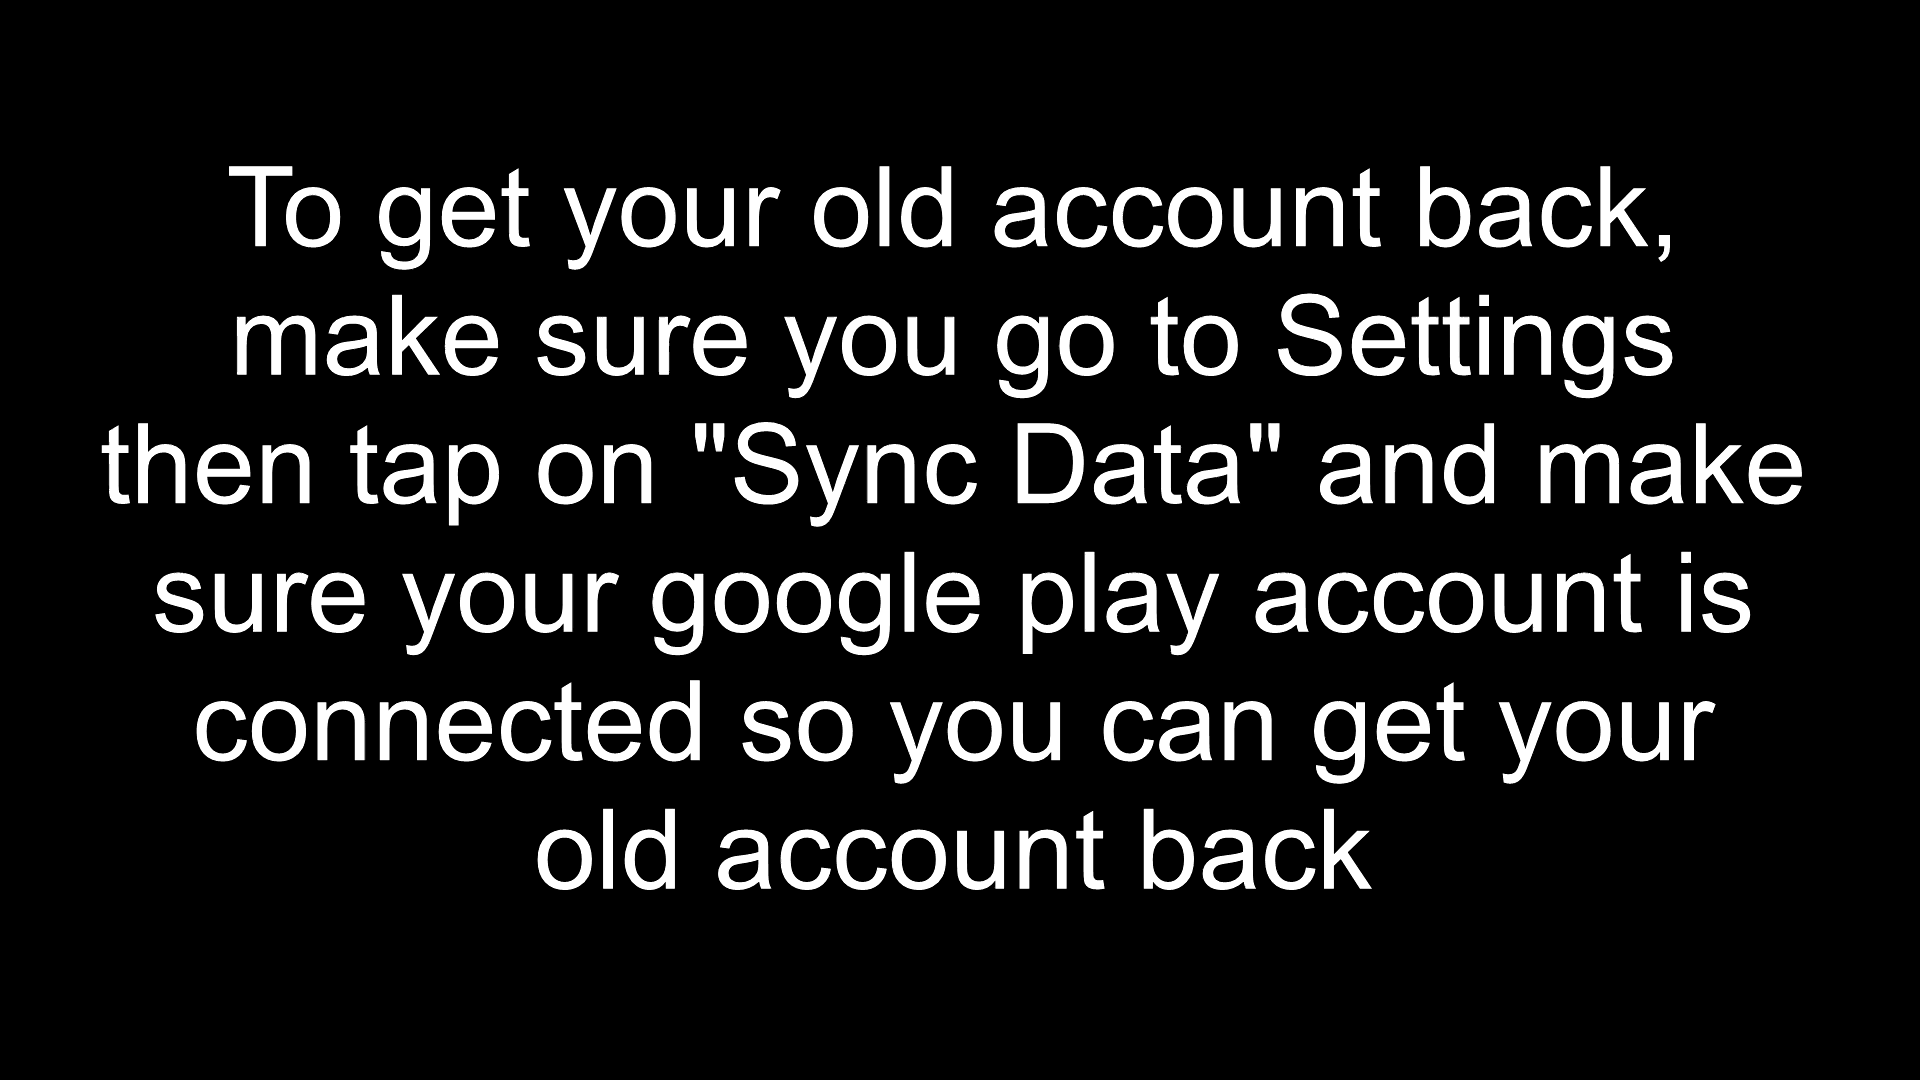 To get your old account back,
make sure you go to Settings
then tap on "Sync Data" and make
sure your google play account is
connected so you can get your
old account back